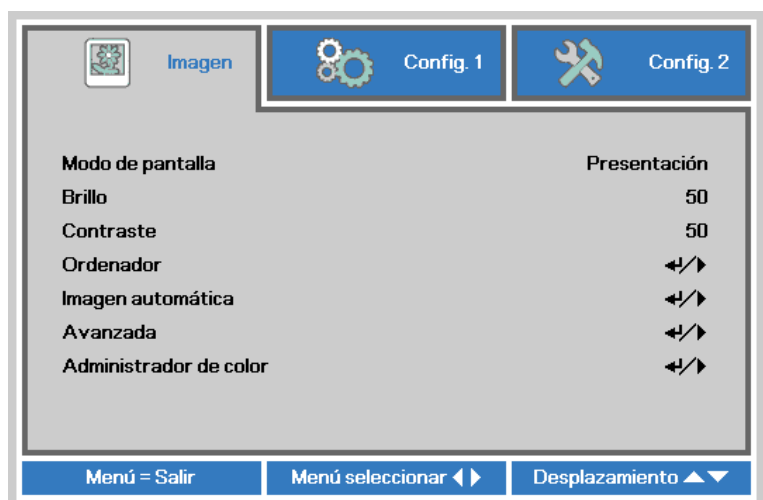 Imagen Config. 1 Config. 2
Modo de pantalla Presentación
Brillo 50
Contraste 50
Ordenador ↵/▶
Imagen automática ↵/▶
Avanzada ↵/▶
Administrador de color ↵/▶
Menú = Salir Menú seleccionar ◀▶ Desplazamiento ▲▼